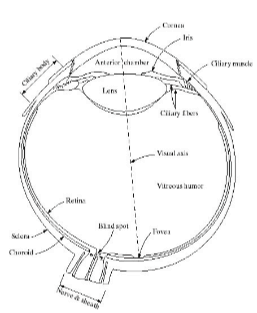 Cornea
Iris
Anterior chamber
Ciliary muscle
Ciliary body
Lens
Ciliary fibers
Visual axis
Vitreous humor
Retina
Blind spot
Fovea
Sclera
Choroid
Nerve & sheath